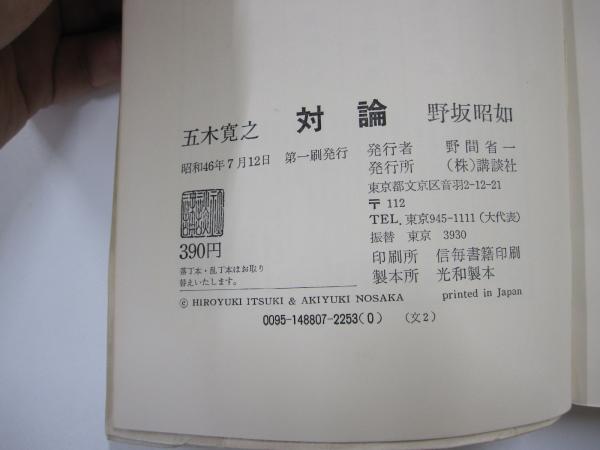 五木寛之 対論 野坂昭如
昭和46年7月12日 第一刷発行
発行者 野間省一
発行所 (株)講談社
東京都文京区音羽2-12-21
〒112
TEL. 東京945-1111(大代表)
振替 東京 3930
印刷所 信毎書籍印刷
製本所 光和製本
390円
落丁本・乱丁本はお取り
替えいたします。
© HIROYUKI ITSUKI & AKIYUKI NOSAKA printed in Japan
0095-148807-2253(0) (文2)